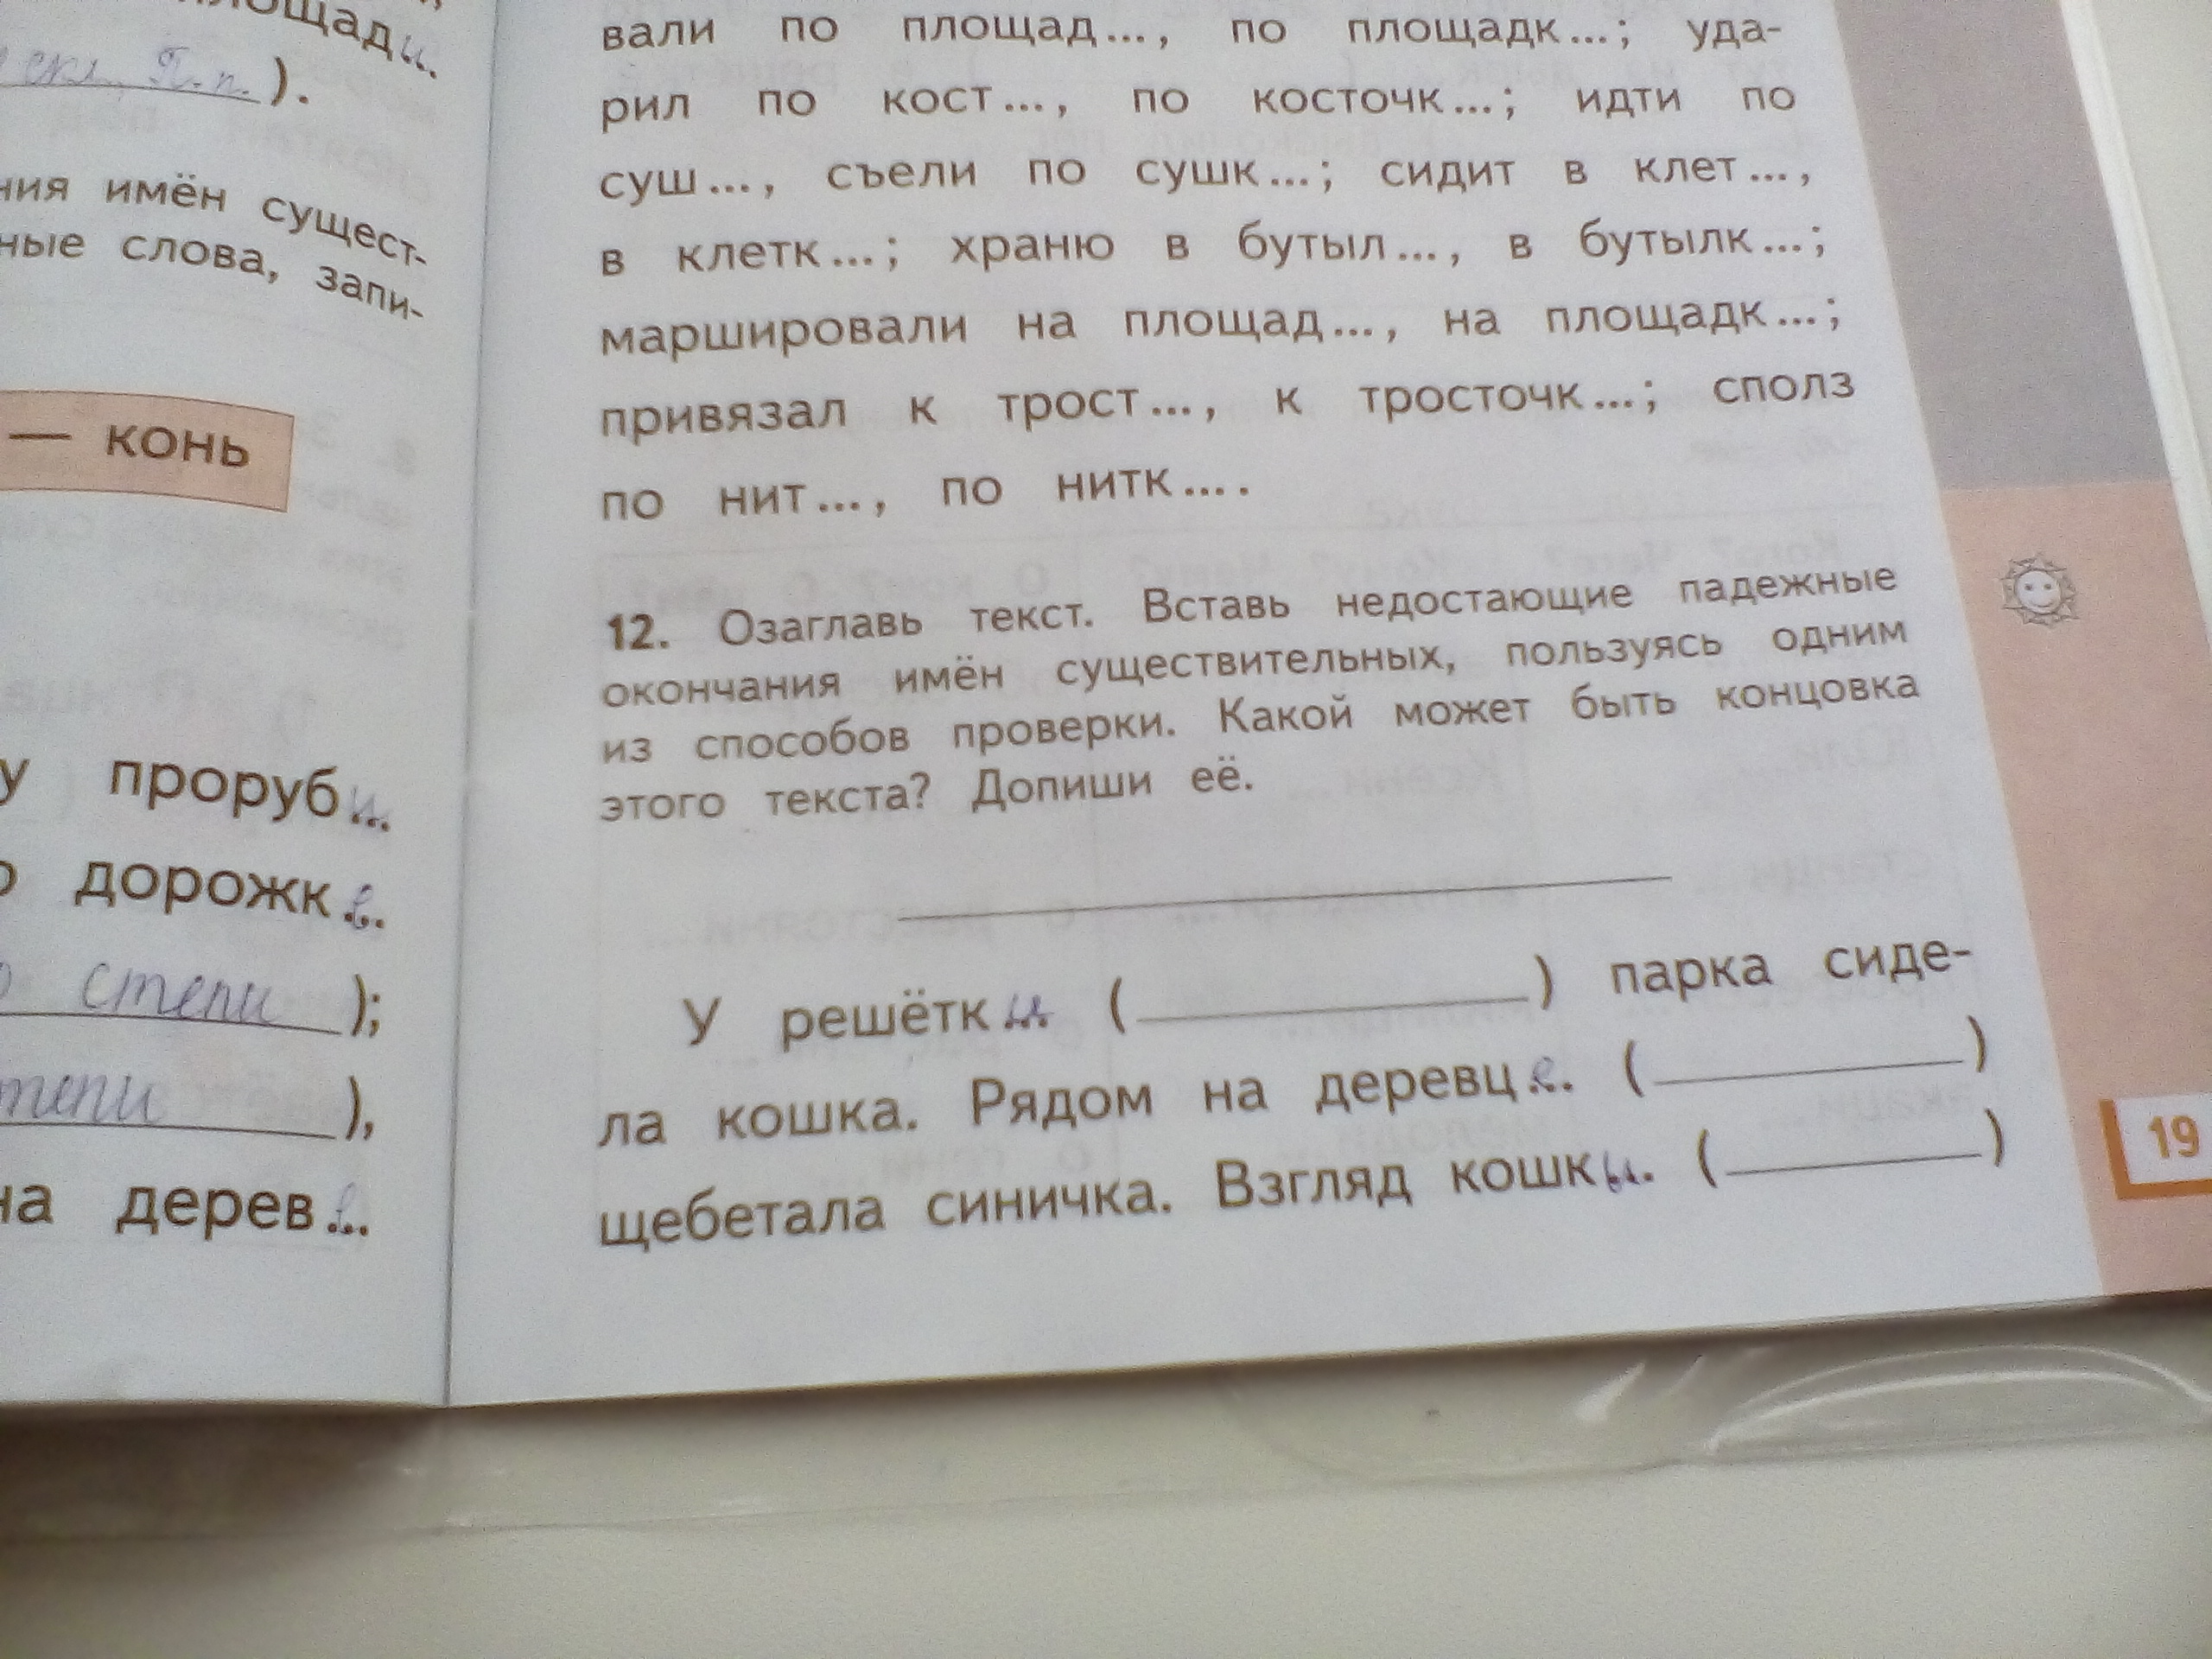 площади.
скл. П.п. ).
ния имён сущест-
ные слова, запи-
— конь
у проруби...
дорожке.
степи );
),
на дерев...
вали по площад..., по площадк...; уда-
рил по кост..., по косточк...; идти по
суш..., съели по сушк...; сидит в клет...,
в клетк...; храню в бутыл..., в бутылк...;
маршировали на площад..., на площадк...;
привязал к трост..., к тросточк...; сполз
по нит..., по нитк....
12. Озаглавь текст. Вставь недостающие падежные
окончания имён существительных, пользуясь одним
из способов проверки. Какой может быть концовка
этого текста? Допиши её.
У решётки (__________) парка сиде-
ла кошка. Рядом на деревце. (__________)
щебетала синичка. Взгляд кошки. (__________)
19